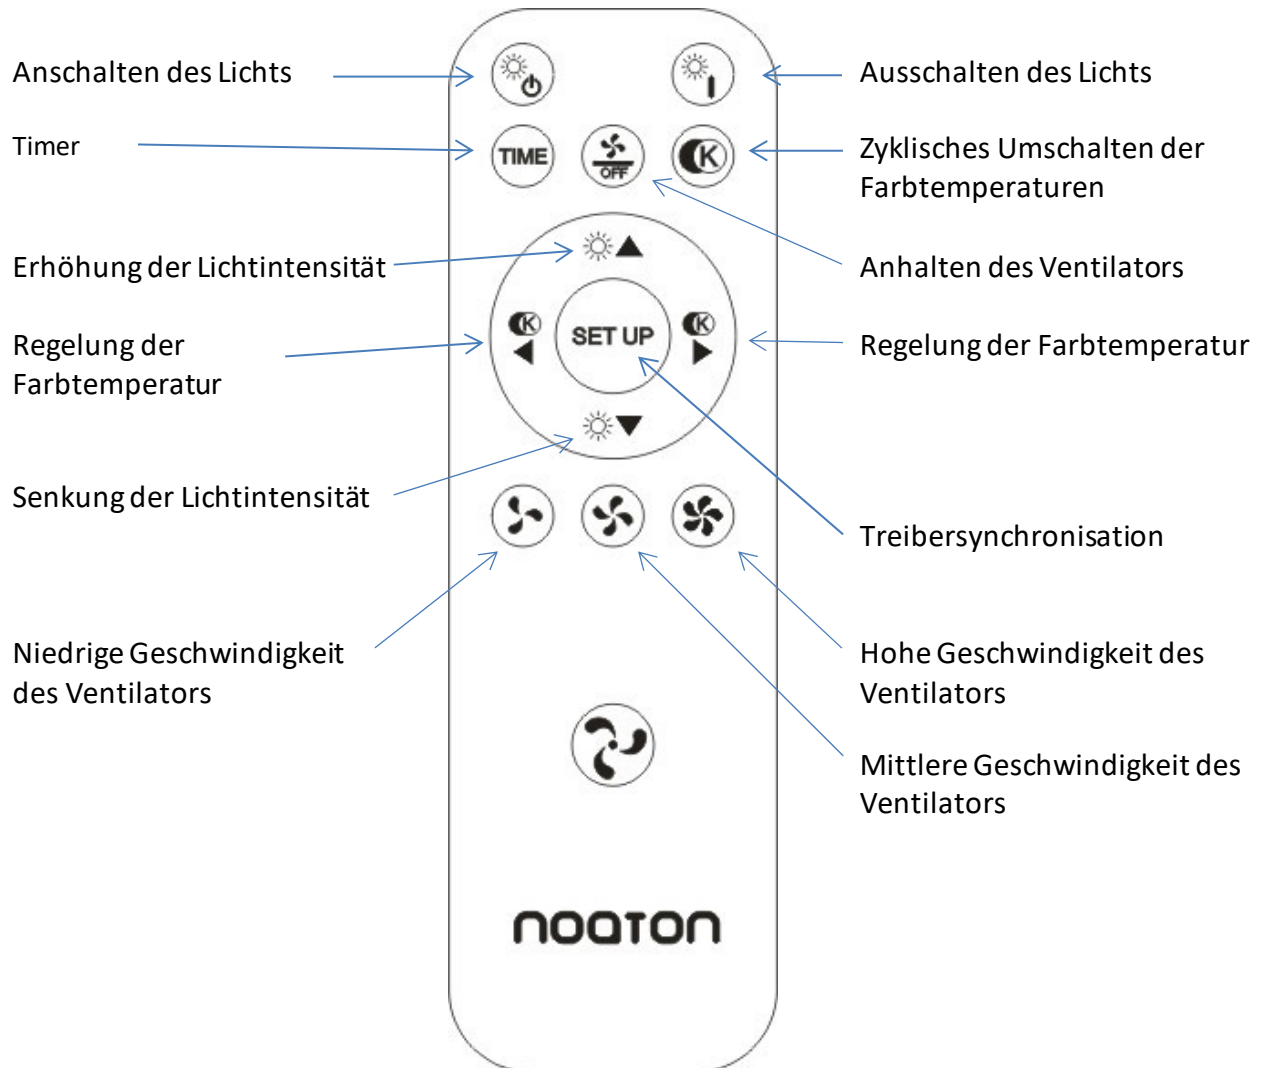 Anschalten des Lichts
Ausschalten des Lichts
Timer
TIME
OFF
K
Zyklisches Umschalten der
Farbtemperaturen
Erhöhung der Lichtintensität
Anhalten des Ventilators
Regelung der
Farbtemperatur
K
SET UP
K
Regelung der Farbtemperatur
Senkung der Lichtintensität
Treibersynchronisation
Niedrige Geschwindigkeit
des Ventilators
Hohe Geschwindigkeit des
Ventilators
Mittlere Geschwindigkeit des
Ventilators
noaton